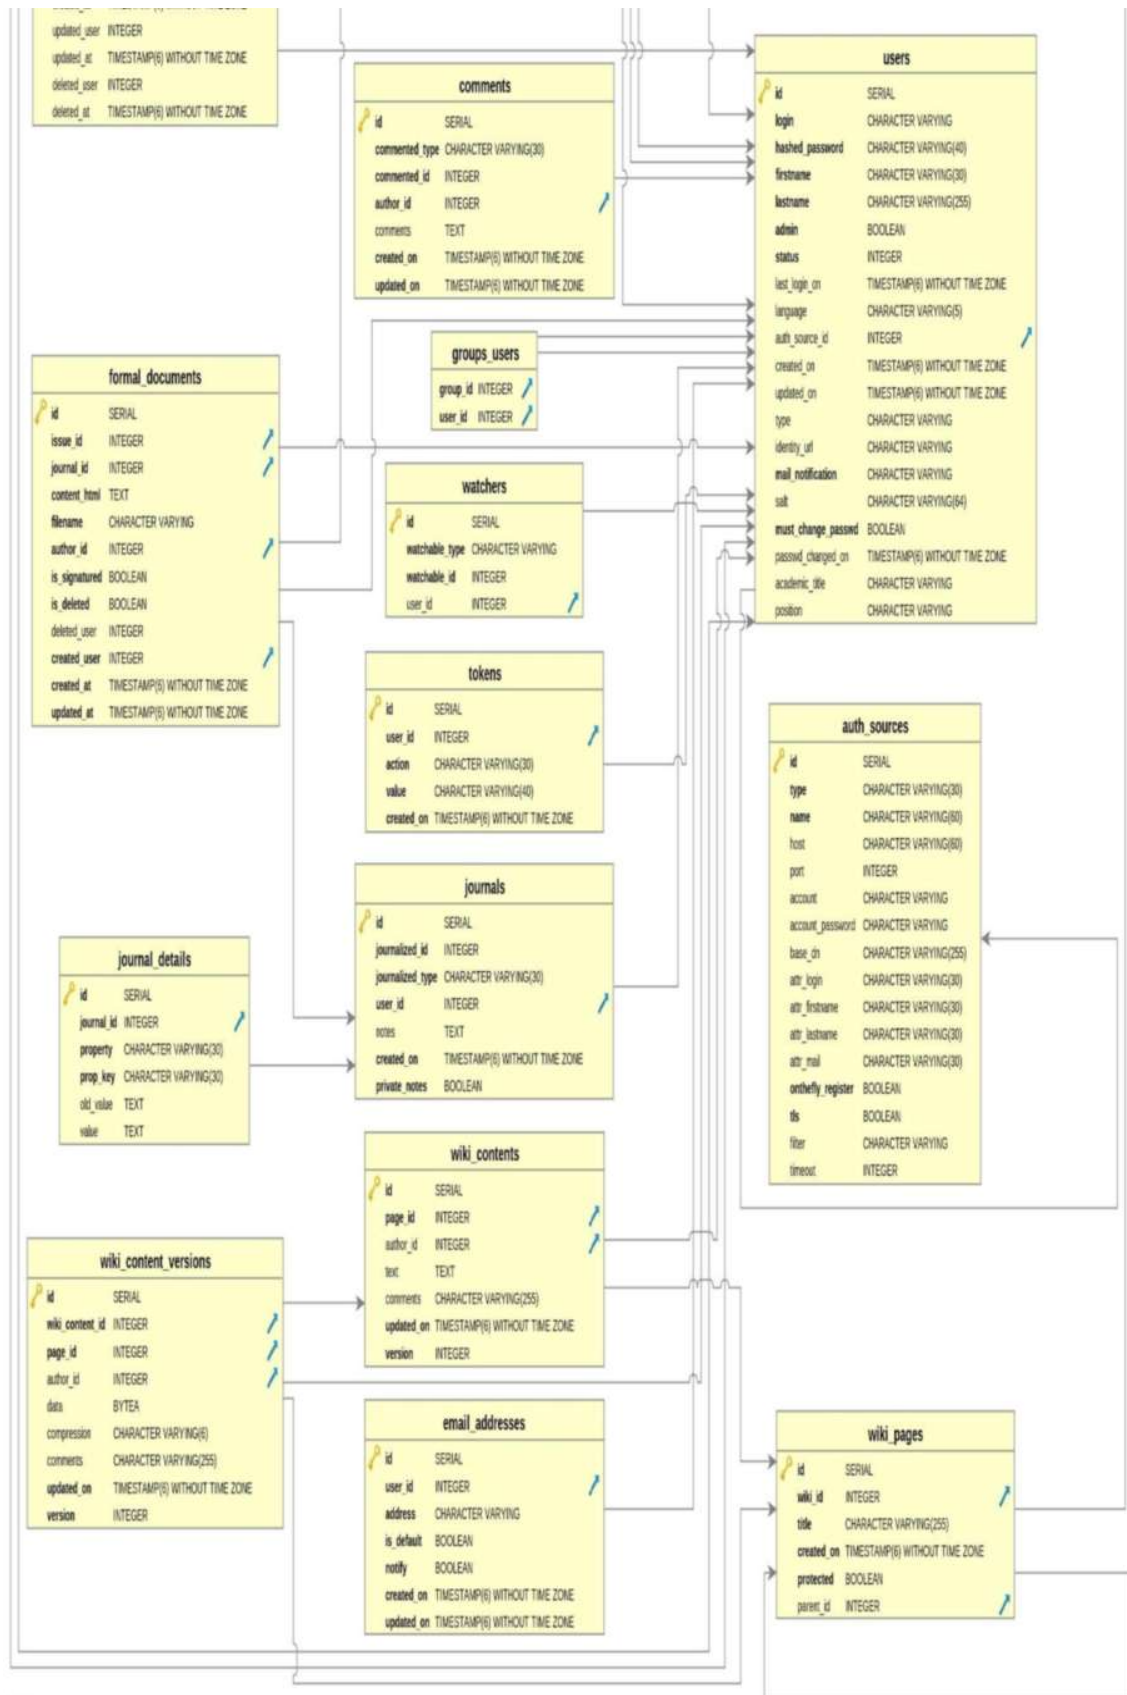 updated_user INTEGER
updated_at TIMESTAMP(6) WITHOUT TIME ZONE
deleted_user INTEGER
deleted_at TIMESTAMP(6) WITHOUT TIME ZONE
comments
id SERIAL
commented_type CHARACTER VARYING(30)
commented_id INTEGER
author_id INTEGER
comments TEXT
created_on TIMESTAMP(6) WITHOUT TIME ZONE
updated_on TIMESTAMP(6) WITHOUT TIME ZONE
users
id SERIAL
login CHARACTER VARYING
hashed_password CHARACTER VARYING(40)
firstname CHARACTER VARYING(30)
lastname CHARACTER VARYING(255)
admin BOOLEAN
status INTEGER
last_login_on TIMESTAMP(6) WITHOUT TIME ZONE
language CHARACTER VARYING(5)
auth_source_id INTEGER
created_on TIMESTAMP(6) WITHOUT TIME ZONE
updated_on TIMESTAMP(6) WITHOUT TIME ZONE
type CHARACTER VARYING
identity_url CHARACTER VARYING
mail_notification CHARACTER VARYING
salt CHARACTER VARYING(64)
must_change_passwd BOOLEAN
passwd_changed_on TIMESTAMP(6) WITHOUT TIME ZONE
academic_title CHARACTER VARYING
position CHARACTER VARYING
groups_users
group_id INTEGER
user_id INTEGER
formal_documents
id SERIAL
issue_id INTEGER
journal_id INTEGER
content_html TEXT
filename CHARACTER VARYING
author_id INTEGER
is_signatured BOOLEAN
is_deleted BOOLEAN
deleted_user INTEGER
created_user INTEGER
created_at TIMESTAMP(6) WITHOUT TIME ZONE
updated_at TIMESTAMP(6) WITHOUT TIME ZONE
watchers
id SERIAL
watchable_type CHARACTER VARYING
watchable_id INTEGER
user_id INTEGER
tokens
id SERIAL
user_id INTEGER
action CHARACTER VARYING(30)
value CHARACTER VARYING(40)
created_on TIMESTAMP(6) WITHOUT TIME ZONE
auth_sources
id SERIAL
type CHARACTER VARYING(30)
name CHARACTER VARYING(60)
host CHARACTER VARYING(60)
port INTEGER
account CHARACTER VARYING
account_password CHARACTER VARYING
base_dn CHARACTER VARYING(255)
attr_login CHARACTER VARYING(30)
attr_firstname CHARACTER VARYING(30)
attr_lastname CHARACTER VARYING(30)
attr_mail CHARACTER VARYING(30)
onthefly_register BOOLEAN
tls BOOLEAN
filter CHARACTER VARYING
timeout INTEGER
journals
id SERIAL
journalized_id INTEGER
journalized_type CHARACTER VARYING(30)
user_id INTEGER
notes TEXT
created_on TIMESTAMP(6) WITHOUT TIME ZONE
private_notes BOOLEAN
journal_details
id SERIAL
journal_id INTEGER
property CHARACTER VARYING(30)
prop_key CHARACTER VARYING(30)
old_value TEXT
value TEXT
wiki_contents
id SERIAL
page_id INTEGER
author_id INTEGER
text TEXT
comments CHARACTER VARYING(255)
updated_on TIMESTAMP(6) WITHOUT TIME ZONE
version INTEGER
wiki_content_versions
id SERIAL
wiki_content_id INTEGER
page_id INTEGER
author_id INTEGER
data BYTEA
compression CHARACTER VARYING(6)
comments CHARACTER VARYING(255)
updated_on TIMESTAMP(6) WITHOUT TIME ZONE
version INTEGER
email_addresses
id SERIAL
user_id INTEGER
address CHARACTER VARYING
is_default BOOLEAN
notify BOOLEAN
created_on TIMESTAMP(6) WITHOUT TIME ZONE
updated_on TIMESTAMP(6) WITHOUT TIME ZONE
wiki_pages
id SERIAL
wiki_id INTEGER
title CHARACTER VARYING(255)
created_on TIMESTAMP(6) WITHOUT TIME ZONE
protected BOOLEAN
parent_id INTEGER